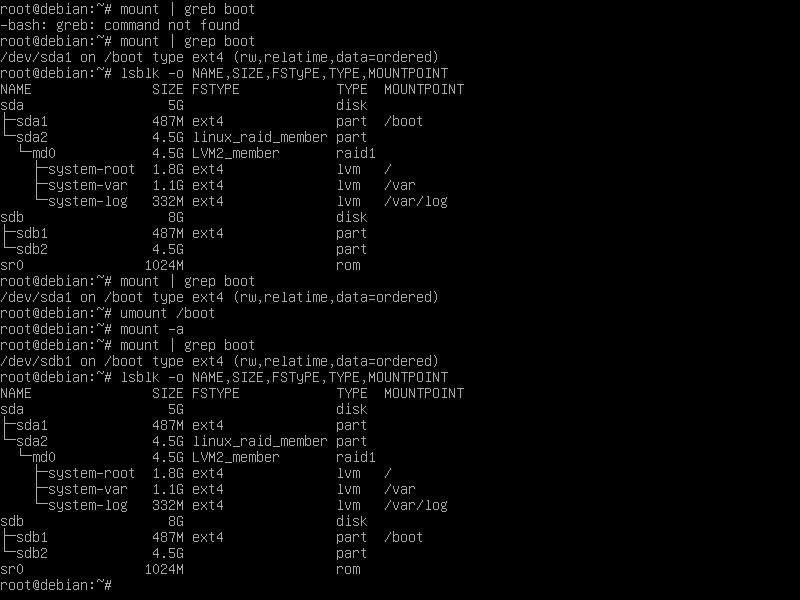 root@debian:~# mount | greb boot
-bash: greb: command not found
root@debian:~# mount | grep boot
/dev/sda1 on /boot type ext4 (rw,relatime,data=ordered)
root@debian:~# lsblk -o NAME,SIZE,FSTyPE,TYPE,MOUNTPOINT
NAME                SIZE FSTYPE            TYPE  MOUNTPOINT
sda                   5G                   disk
├─sda1              487M ext4              part  /boot
└─sda2              4.5G linux_raid_member part
  └─md0             4.5G LVM2_member       raid1
    ├─system-root   1.8G ext4              lvm   /
    ├─system-var    1.1G ext4              lvm   /var
    └─system-log    332M ext4              lvm   /var/log
sdb                   8G                   disk
├─sdb1              487M ext4              part
└─sdb2              4.5G                   part
sr0                1024M                   rom
root@debian:~# mount | grep boot
/dev/sda1 on /boot type ext4 (rw,relatime,data=ordered)
root@debian:~# umount /boot
root@debian:~# mount -a
root@debian:~# mount | grep boot
/dev/sdb1 on /boot type ext4 (rw,relatime,data=ordered)
root@debian:~# lsblk -o NAME,SIZE,FSTyPE,TYPE,MOUNTPOINT
NAME                SIZE FSTYPE            TYPE  MOUNTPOINT
sda                   5G                   disk
├─sda1              487M ext4              part
└─sda2              4.5G linux_raid_member part
  └─md0             4.5G LVM2_member       raid1
    ├─system-root   1.8G ext4              lvm   /
    ├─system-var    1.1G ext4              lvm   /var
    └─system-log    332M ext4              lvm   /var/log
sdb                   8G                   disk
├─sdb1              487M ext4              part  /boot
└─sdb2              4.5G                   part
sr0                1024M                   rom
root@debian:~#